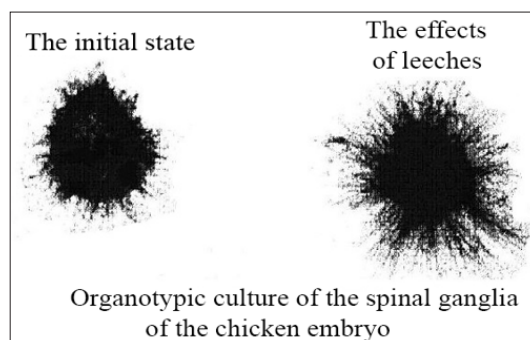 The initial state
The effects
of leeches
Organotypic culture of the spinal ganglia
of the chicken embryo